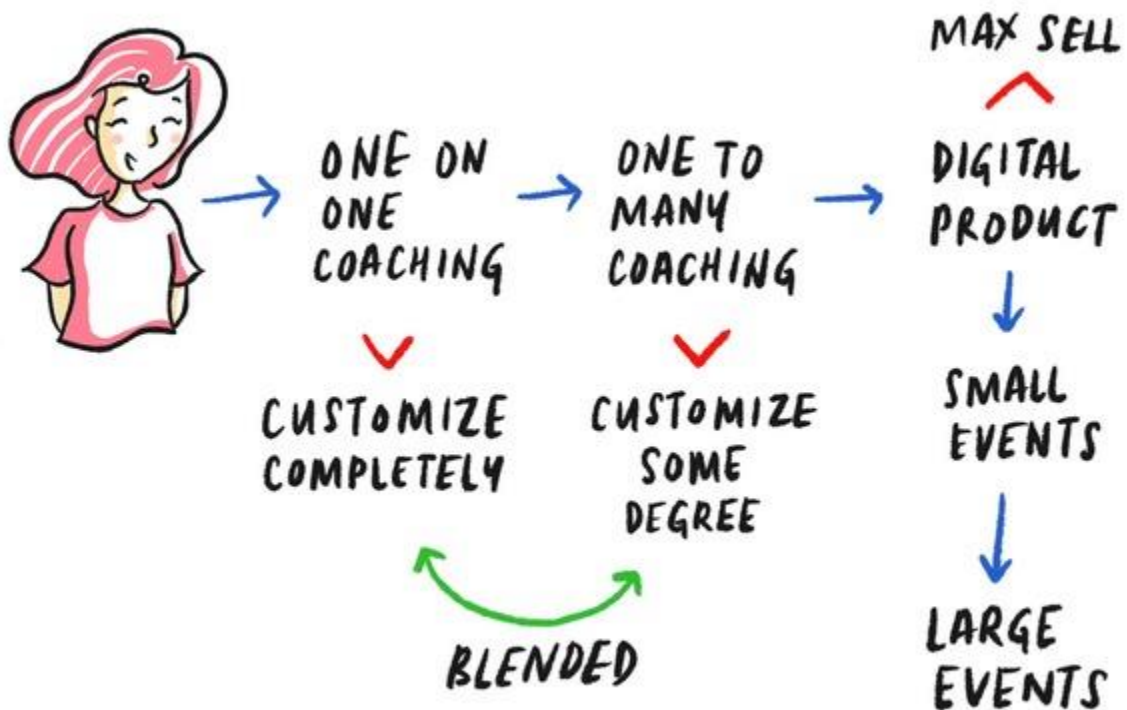 ONE ON
ONE
COACHING
CUSTOMIZE
COMPLETELY
ONE TO
MANY
COACHING
CUSTOMIZE
SOME
DEGREE
BLENDED
MAX SELL
DIGITAL
PRODUCT
SMALL
EVENTS
LARGE
EVENTS